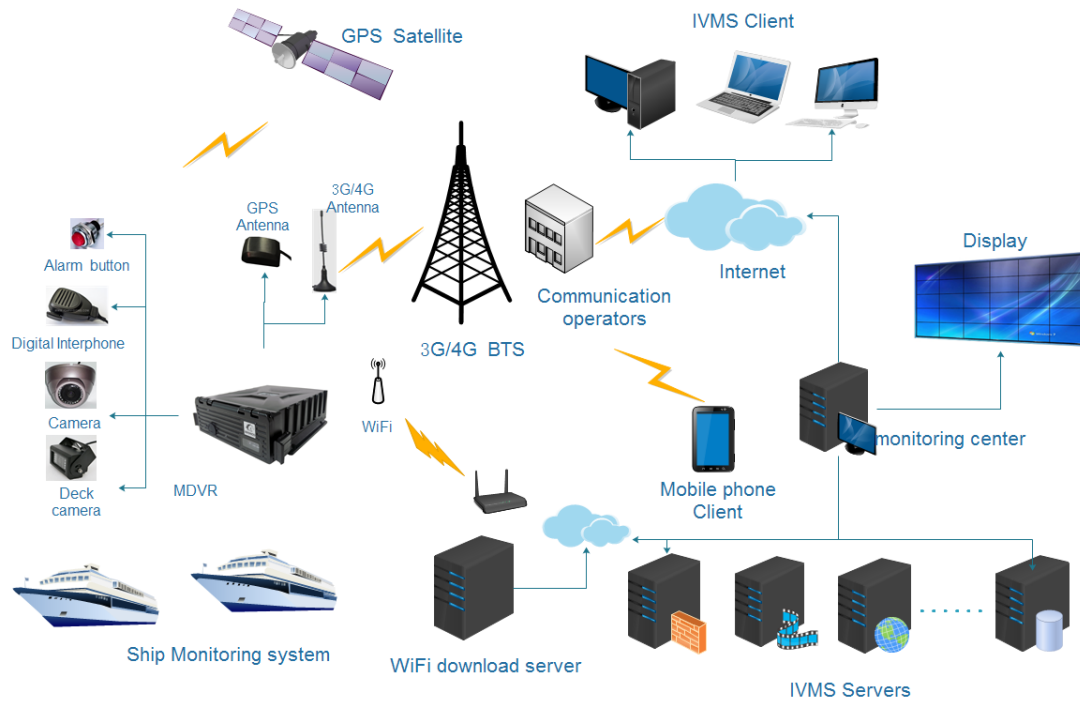 IVMS Client
GPS Satellite
3G/4G
Antenna
GPS
Antenna
Alarm button
Internet
Display
Communication
operators
Digital Interphone
3G/4G BTS
Camera
WiFi
monitoring center
Deck
camera
MDVR
Mobile phone
Client
Ship Monitoring system
WiFi download server
IVMS Servers